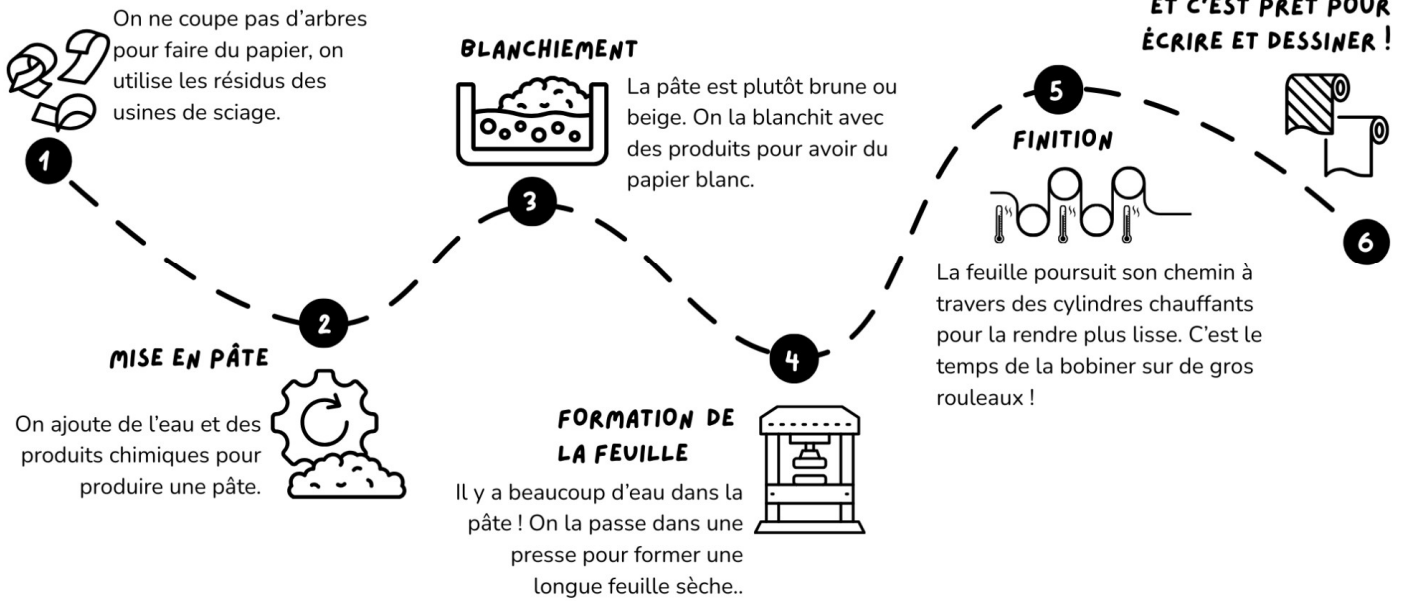 On ne coupe pas d'arbres
pour faire du papier, on
utilise les résidus des
usines de sciage.
1
2
MISE EN PÂTE
On ajoute de l'eau et des
produits chimiques pour
produire une pâte.
BLANCHIEMENT
La pâte est plutôt brune ou
beige. On la blanchit avec
des produits pour avoir du
papier blanc.
3
4
FORMATION DE
LA FEUILLE
Il y a beaucoup d'eau dans la
pâte ! On la passe dans une
presse pour former une
longue feuille sèche..
5
FINITION
La feuille poursuit son chemin à
travers des cylindres chauffants
pour la rendre plus lisse. C'est le
temps de la bobiner sur de gros
rouleaux !
ET C'EST PRÊT POUR
ÉCRIRE ET DESSINER !
6